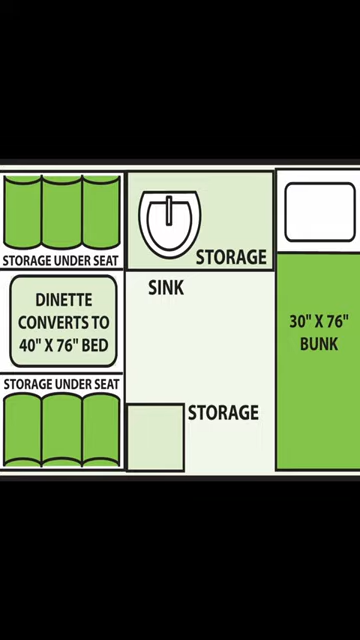 STORAGE
STORAGE UNDER SEAT
SINK
DINETTE
CONVERTS TO
40" X 76" BED
30" X 76"
BUNK
STORAGE UNDER SEAT
STORAGE